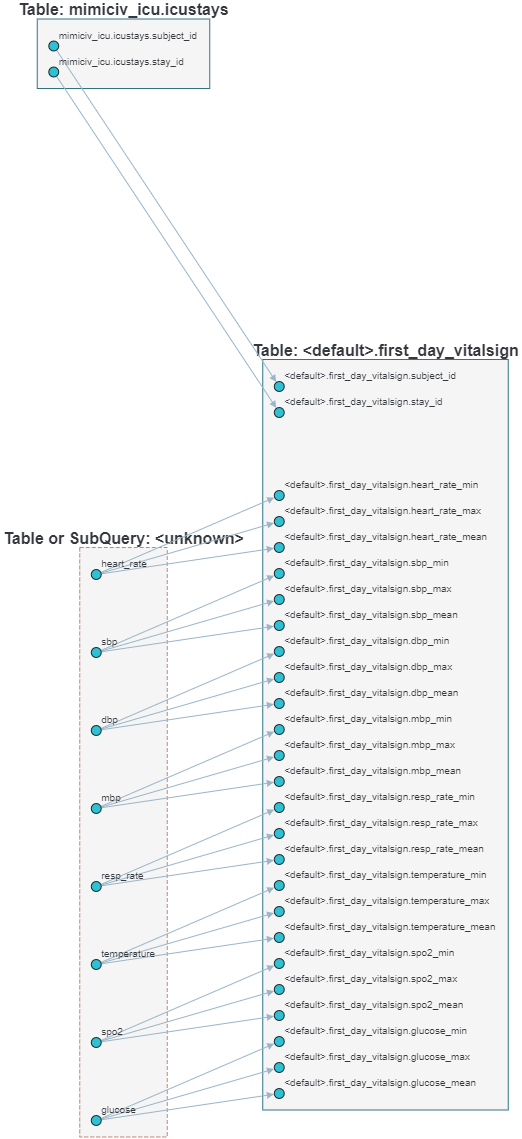 Table: mimiciv_icu.icustays
mimiciv_icu.icustays.subject_id
mimiciv_icu.icustays.stay_id
Table: <default>.first_day_vitalsign
<default>.first_day_vitalsign.subject_id
<default>.first_day_vitalsign.stay_id
<default>.first_day_vitalsign.heart_rate_min
<default>.first_day_vitalsign.heart_rate_max
<default>.first_day_vitalsign.heart_rate_mean
<default>.first_day_vitalsign.sbp_min
<default>.first_day_vitalsign.sbp_max
<default>.first_day_vitalsign.sbp_mean
<default>.first_day_vitalsign.dbp_min
<default>.first_day_vitalsign.dbp_max
<default>.first_day_vitalsign.dbp_mean
<default>.first_day_vitalsign.mbp_min
<default>.first_day_vitalsign.mbp_max
<default>.first_day_vitalsign.mbp_mean
<default>.first_day_vitalsign.resp_rate_min
<default>.first_day_vitalsign.resp_rate_max
<default>.first_day_vitalsign.resp_rate_mean
<default>.first_day_vitalsign.temperature_min
<default>.first_day_vitalsign.temperature_max
<default>.first_day_vitalsign.temperature_mean
<default>.first_day_vitalsign.spo2_min
<default>.first_day_vitalsign.spo2_max
<default>.first_day_vitalsign.spo2_mean
<default>.first_day_vitalsign.glucose_min
<default>.first_day_vitalsign.glucose_max
<default>.first_day_vitalsign.glucose_mean
Table or SubQuery: <unknown>
heart_rate
sbp
dbp
mbp
resp_rate
temperature
spo2
glucose